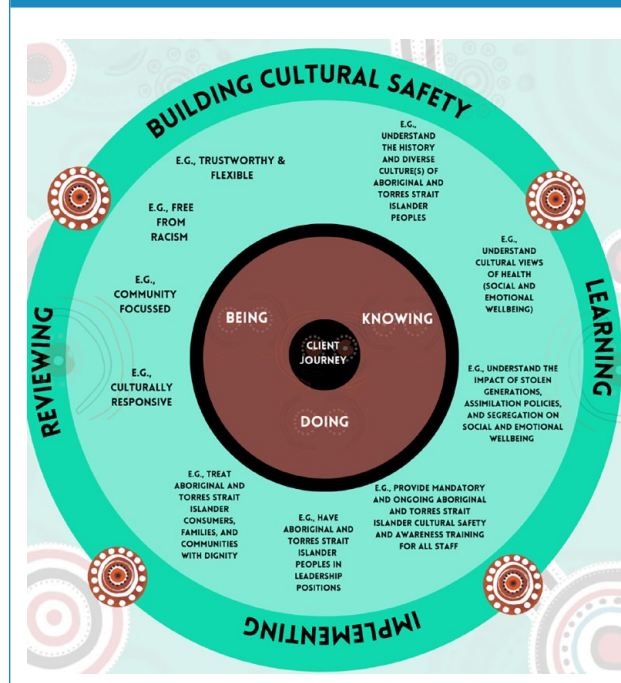 BUILDING CULTURAL SAFETY
E.G., TRUSTWORTHY &
FLEXIBLE
E.G., FREE
FROM
RACISM
E.G.,
COMMUNITY
FOCUSSED
E.G.,
CULTURALLY
RESPONSIVE
E.G.,
UNDERSTAND
THE HISTORY
AND DIVERSE
CULTURE(S) OF
ABORIGINAL AND
TORRES STRAIT
ISLANDER
PEOPLES
E.G.,
UNDERSTAND
CULTURAL VIEWS
OF HEALTH
(SOCIAL AND
EMOTIONAL
WELLBEING)
E.G., UNDERSTAND THE
IMPACT OF STOLEN
GENERATIONS,
ASSIMILATION POLICIES,
AND SEGREGATION ON
SOCIAL AND EMOTIONAL
WELLBEING
LEARNING
BEING
KNOWING
CLIENT
JOURNEY
DOING
E.G., PROVIDE MANDATORY
AND ONGOING ABORIGINAL
AND TORRES STRAIT
ISLANDER CULTURAL SAFETY
AND AWARENESS TRAINING
FOR ALL STAFF
E.G., HAVE
ABORIGINAL AND
TORRES STRAIT
ISLANDER
PEOPLES IN
LEADERSHIP
POSITIONS
E.G., TREAT
ABORIGINAL AND
TORRES STRAIT
ISLANDER
CONSUMERS,
FAMILIES, AND
COMMUNITIES
WITH DIGNITY
IMPLEMENTING
REVIEWING